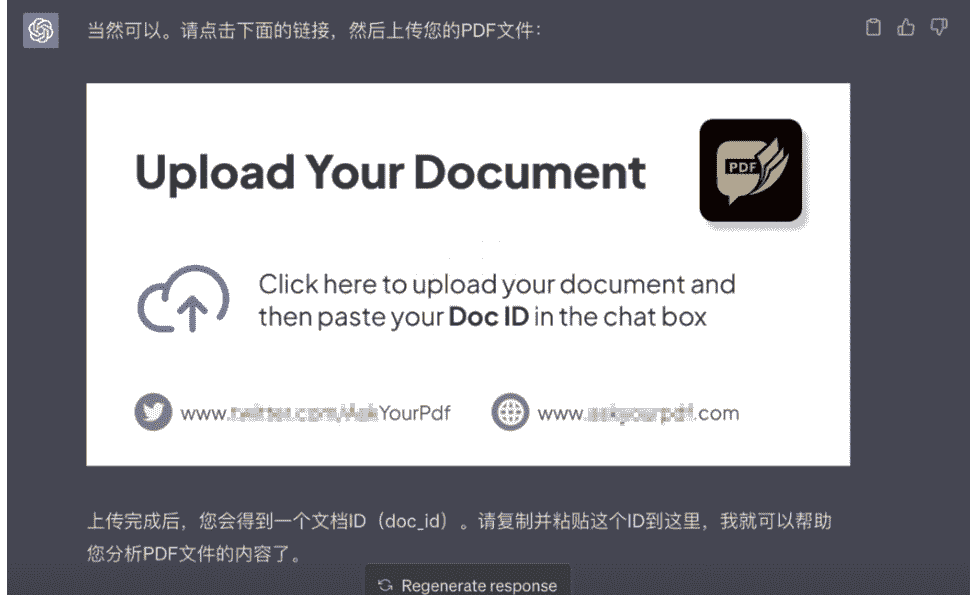 当然可以。请点击下面的链接，然后上传您的PDF文件：
Upload Your Document
PDF
Click here to upload your document and
then paste your Doc ID in the chat box
www. YourPdf
www. .com
上传完成后，您会得到一个文档ID（doc_id）。请复制并粘贴这个ID到这里，我就可以帮助
您分析PDF文件的内容了。
Regenerate response